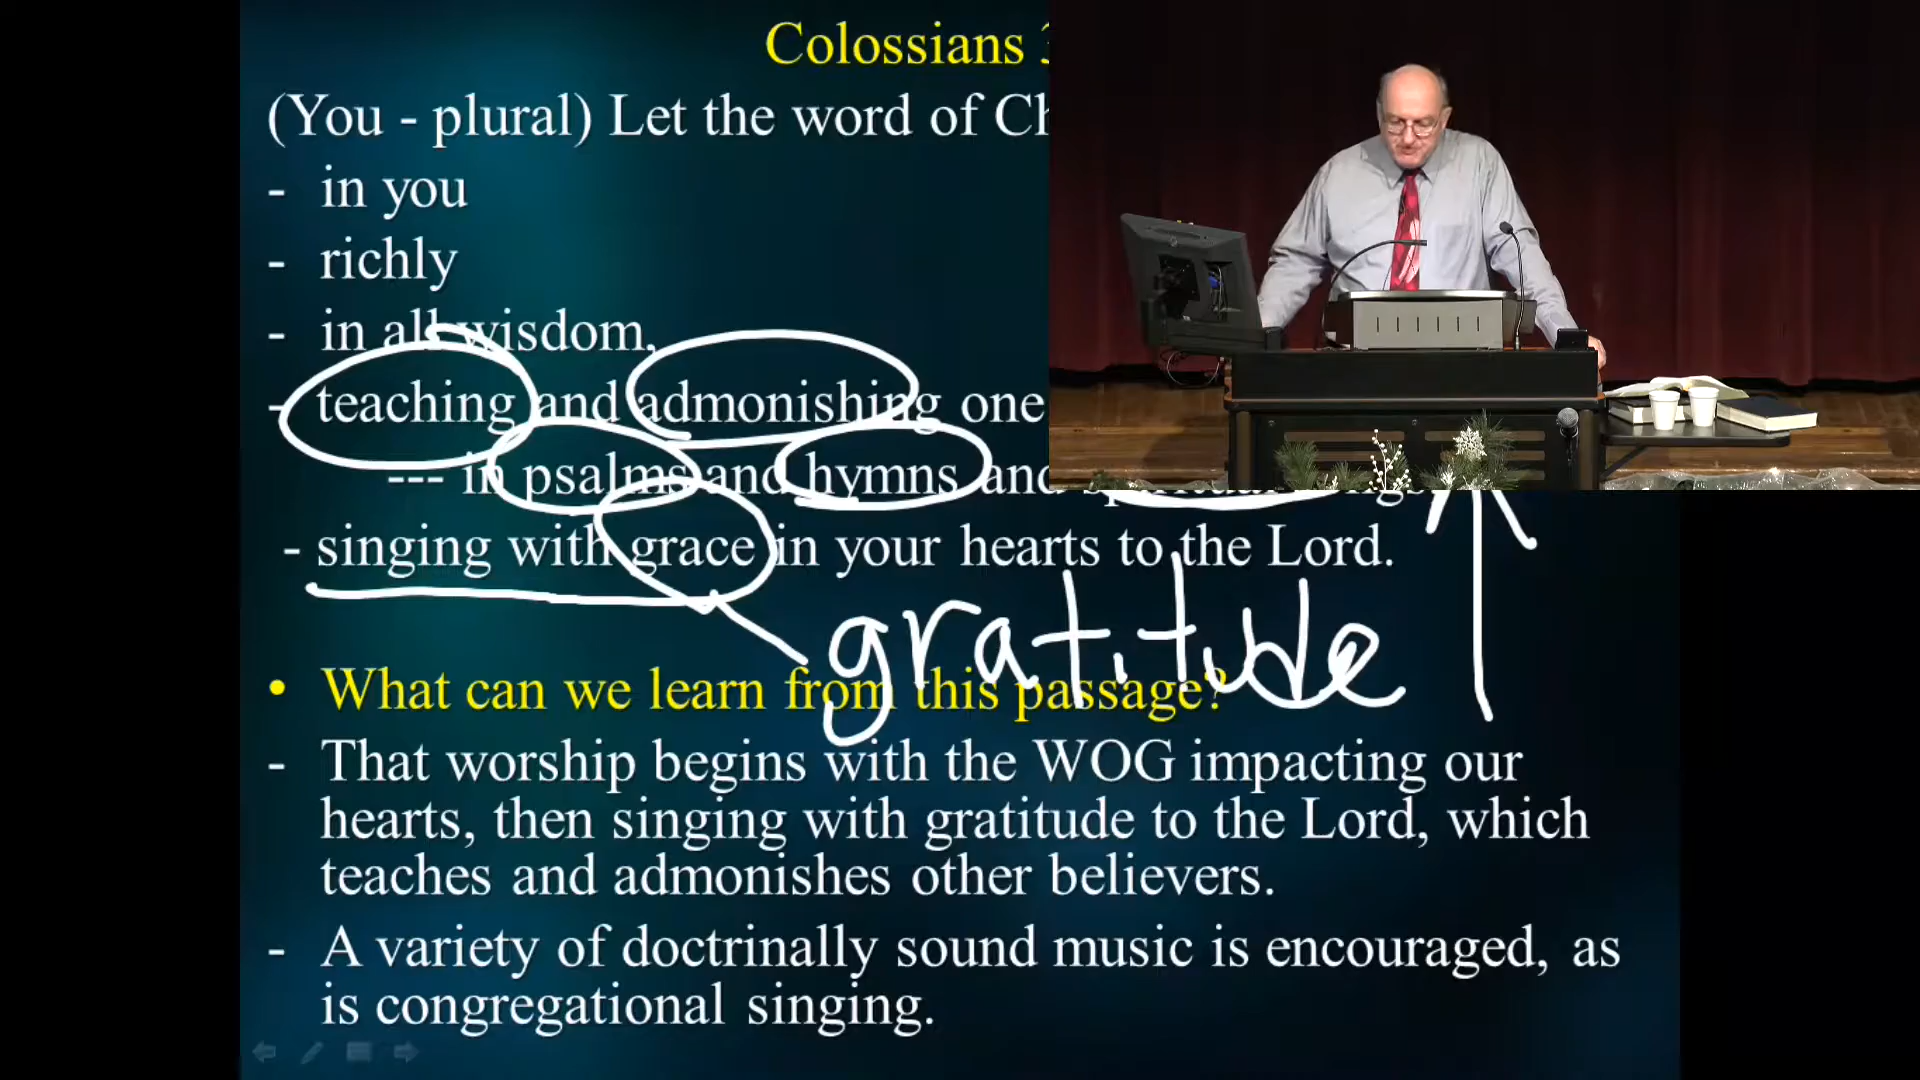 Colossians 3
(You - plural) Let the word of Ch
- in you
- richly
- in all wisdom,
- teaching and admonishing one
--- in psalms and hymns and spiritual songs,
- singing with grace in your hearts to the Lord.
gratitude
• What can we learn from this passage?
- That worship begins with the WOG impacting our
hearts, then singing with gratitude to the Lord, which
teaches and admonishes other believers.
- A variety of doctrinally sound music is encouraged, as
is congregational singing.